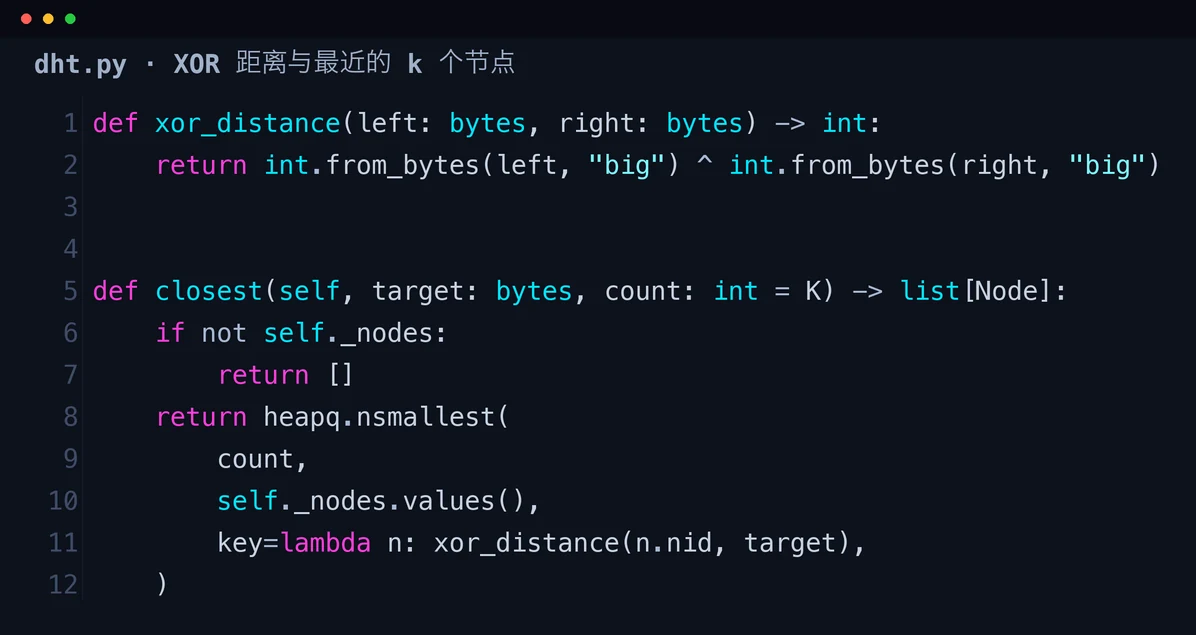 dht.py · XOR 距离与最近的 k 个节点
1 def xor_distance(left: bytes, right: bytes) -> int:
2     return int.from_bytes(left, "big") ^ int.from_bytes(right, "big")
3
4
5 def closest(self, target: bytes, count: int = K) -> list[Node]:
6     if not self._nodes:
7         return []
8     return heapq.nsmallest(
9         count,
10         self._nodes.values(),
11         key=lambda n: xor_distance(n.nid, target),
12     )